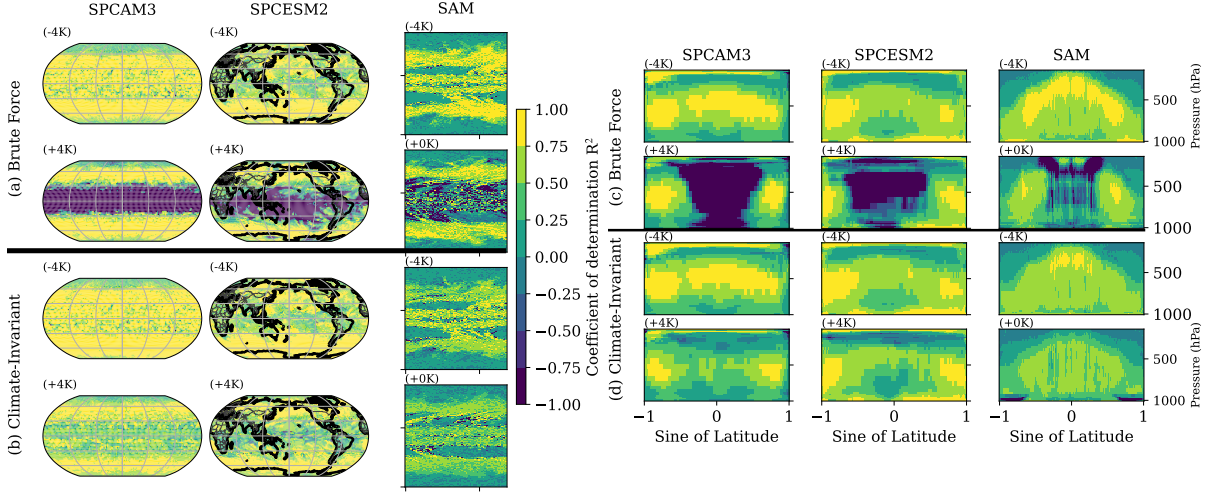 SPCAM3 SPCESM2 SAM
(-4K) (-4K) (-4K)
(a) Brute Force
(+4K) (+4K) (+0K)
(-4K) (-4K) (-4K)
(b) Climate-Invariant
(+4K) (+4K) (+0K)
1.00
0.75
0.50
0.25
0.00
−0.25
−0.50
−0.75
−1.00
Coefficient of determination R²
SPCAM3 SPCESM2 SAM
(-4K) (-4K) (-4K)
(c) Brute Force
500
1000
Pressure (hPa)
(+4K) (+4K) (+0K)
500
1000
(-4K) (-4K) (-4K)
(d) Climate-Invariant
500
1000
(+4K) (+4K) (+0K)
500
1000
Pressure (hPa)
−1 0 1 −1 0 1 −1 0 1
Sine of Latitude Sine of Latitude Sine of Latitude